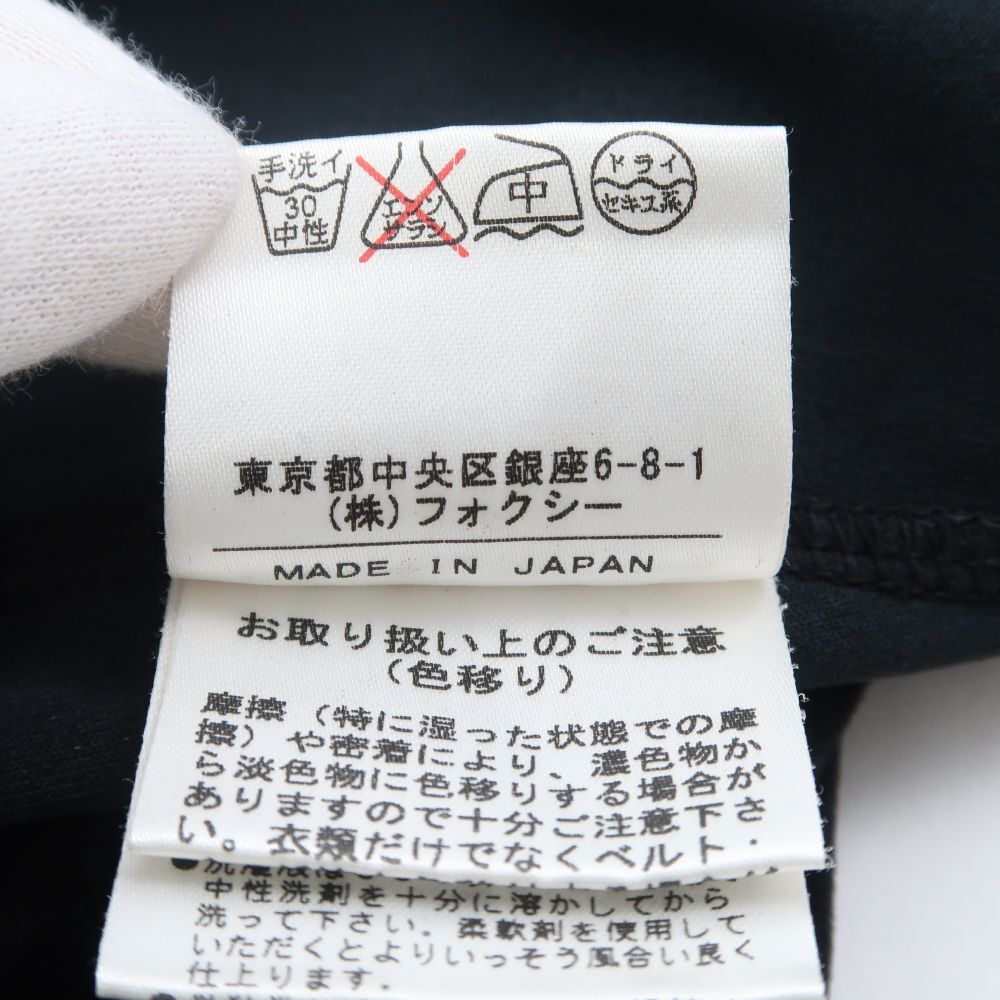 手洗イ
30
中性
エンソ
サラシ
中
ドライ
セキユ系
東京都中央区銀座6-8-1
(株)フォクシー
MADE IN JAPAN
お取り扱い上のご注意
(色移り)
摩擦（特に湿った状態での摩
擦）や密着により、濃色物か
ら淡色物に色移りする場合が
ありますので十分ご注意下さ
い。衣類だけでなくベルト・
中性洗剤を十分に溶かしてから
洗って下さい。柔軟剤を使用して
いただくとよりいっそう風合い良く
仕上ります。